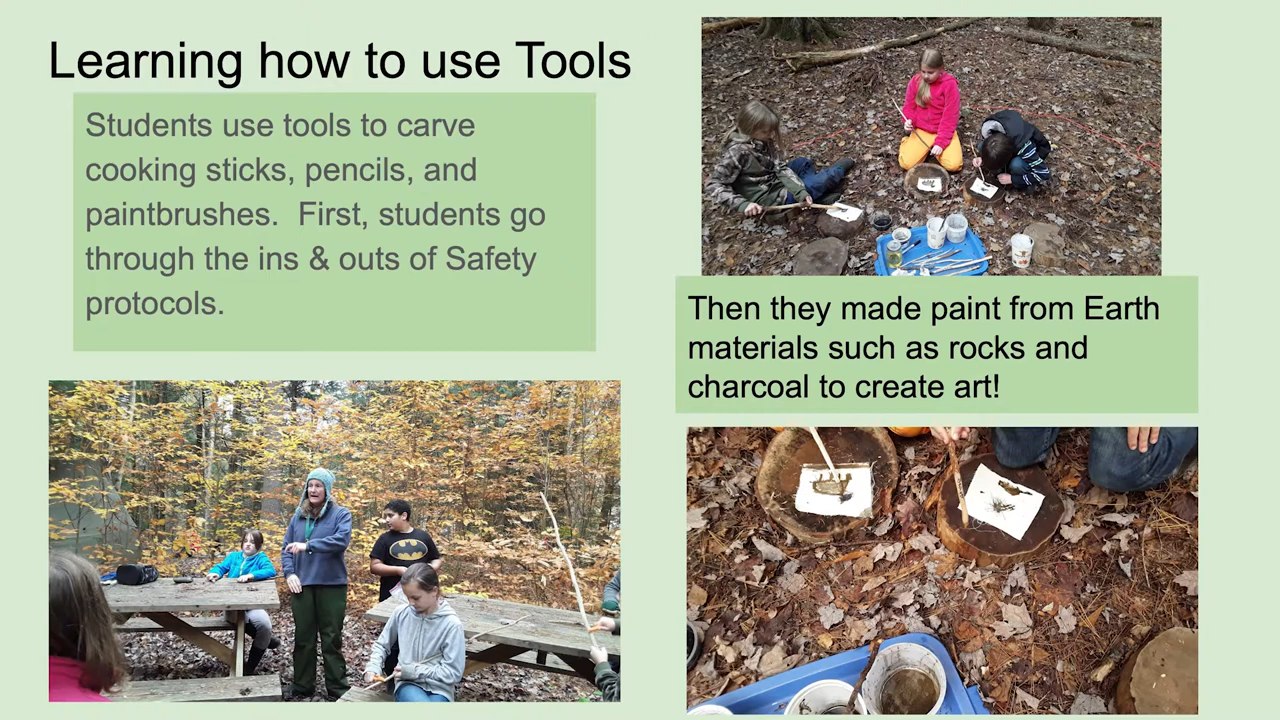 Learning how to use Tools
Students use tools to carve
cooking sticks, pencils, and
paintbrushes.  First, students go
through the ins & outs of Safety
protocols.
Then they made paint from Earth
materials such as rocks and
charcoal to create art!